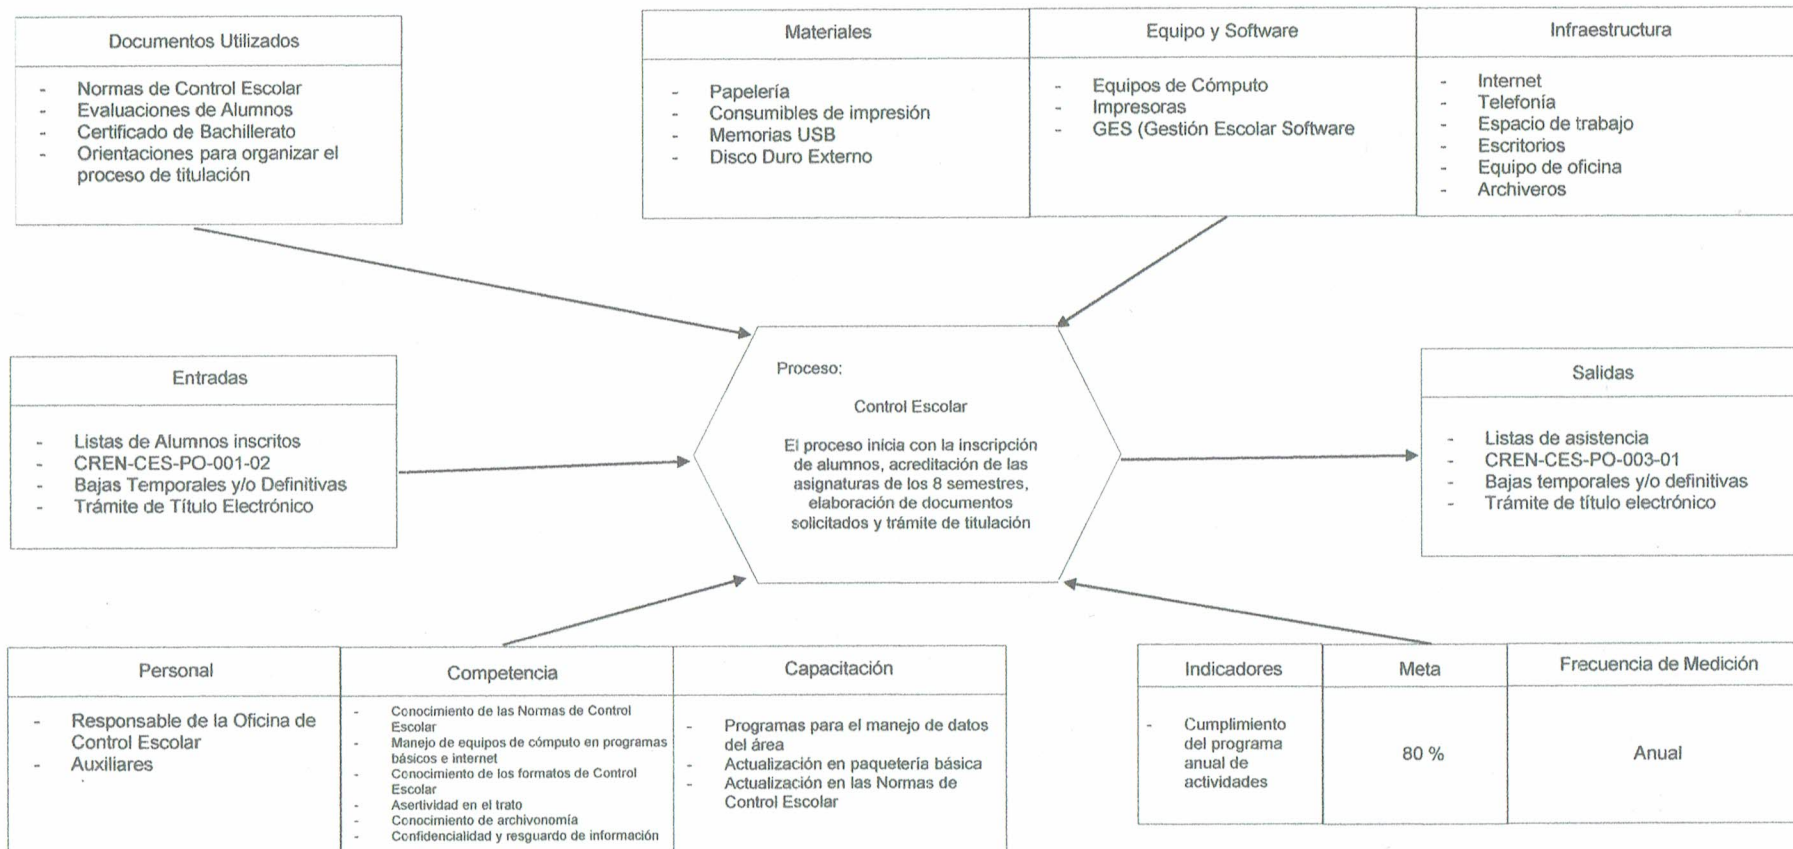 Documentos Utilizados
- Normas de Control Escolar
- Evaluaciones de Alumnos
- Certificado de Bachillerato
- Orientaciones para organizar el
proceso de titulación
Materiales
- Papelería
- Consumibles de impresión
- Memorias USB
- Disco Duro Externo
Equipo y Software
- Equipos de Cómputo
- Impresoras
- GES (Gestión Escolar Software
Infraestructura
- Internet
- Telefonía
- Espacio de trabajo
- Escritorios
- Equipo de oficina
- Archiveros
Entradas
- Listas de Alumnos inscritos
- CREN-CES-PO-001-02
- Bajas Temporales y/o Definitivas
- Trámite de Título Electrónico
Proceso:
Control Escolar
El proceso inicia con la inscripción
de alumnos, acreditación de las
asignaturas de los 8 semestres,
elaboración de documentos
solicitados y trámite de titulación
Salidas
- Listas de asistencia
- CREN-CES-PO-003-01
- Bajas temporales y/o definitivas
- Trámite de título electrónico
Personal
- Responsable de la Oficina de
Control Escolar
- Auxiliares
Competencia
- Conocimiento de las Normas de Control
Escolar
- Manejo de equipos de cómputo en programas
básicos e internet
- Conocimiento de los formatos de Control
Escolar
- Asertividad en el trato
- Conocimiento de archivonomía
- Confidencialidad y resguardo de información
Capacitación
- Programas para el manejo de datos
del área
- Actualización en paquetería básica
- Actualización en las Normas de
Control Escolar
Indicadores
- Cumplimiento
del programa
anual de
actividades
Meta
80 %
Frecuencia de Medición
Anual